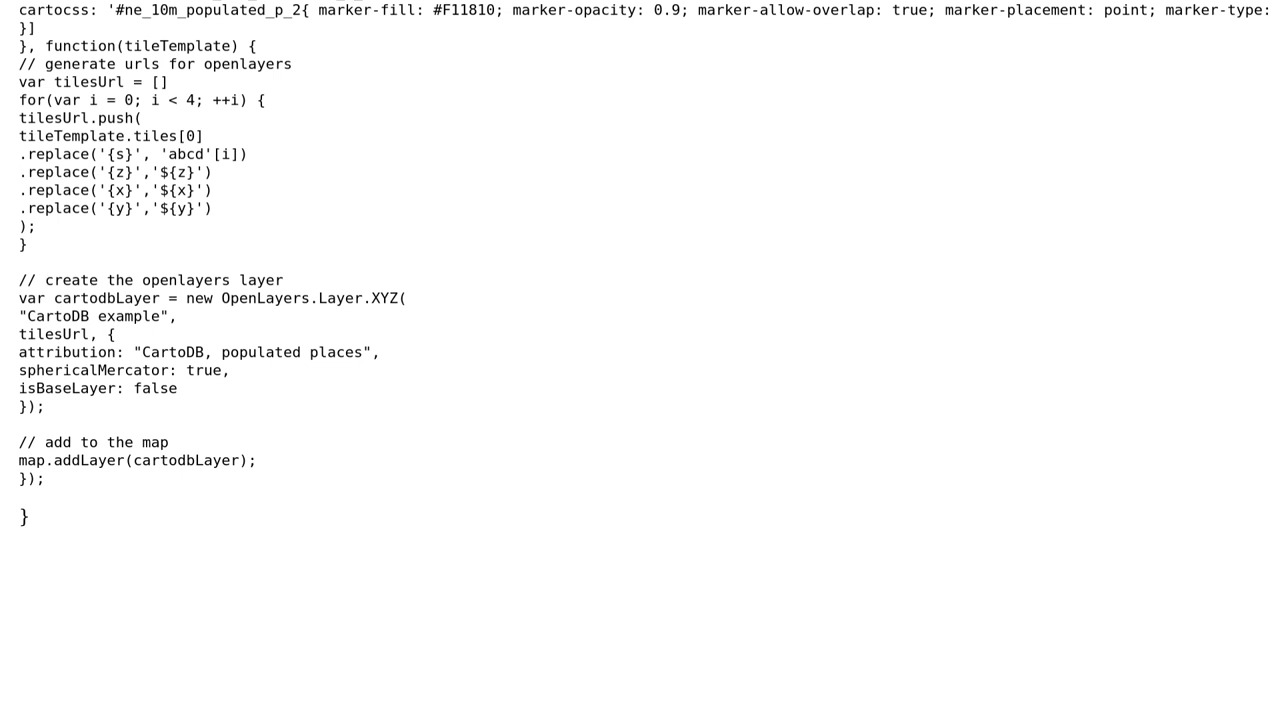 cartocss: '#ne_10m_populated_p_2{ marker-fill: #F11810; marker-opacity: 0.9; marker-allow-overlap: true; marker-placement: point; marker-type:
}]
}, function(tileTemplate) {
// generate urls for openlayers
var tilesUrl = []
for(var i = 0; i < 4; ++i) {
tilesUrl.push(
tileTemplate.tiles[0]
.replace('{s}', 'abcd'[i])
.replace('{z}','${z}')
.replace('{x}','${x}')
.replace('{y}','${y}')
);
}

// create the openlayers layer
var cartodbLayer = new OpenLayers.Layer.XYZ(
"CartoDB example",
tilesUrl, {
attribution: "CartoDB, populated places",
sphericalMercator: true,
isBaseLayer: false
});

// add to the map
map.addLayer(cartodbLayer);
});

}